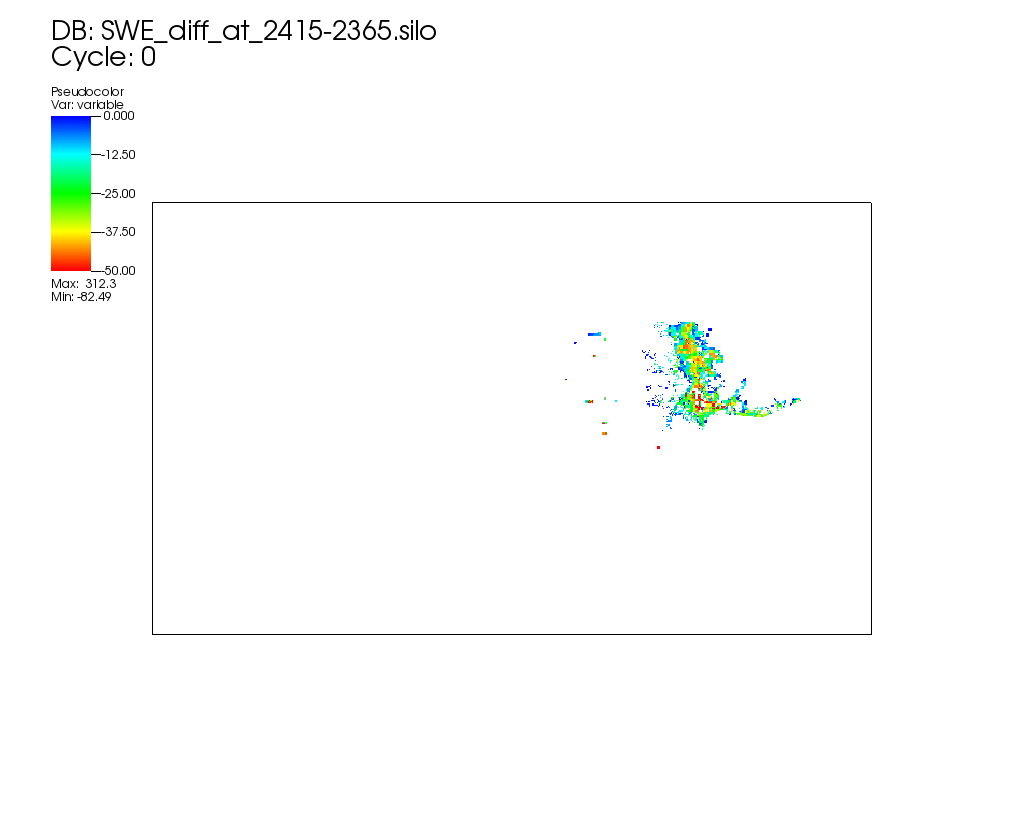 DB: SWE_diff_at_2415-2365.silo
Cycle: 0
Pseudocolor
Var: variable
0.000
-12.50
-25.00
-37.50
-50.00
Max: 312.3
Min: -82.49